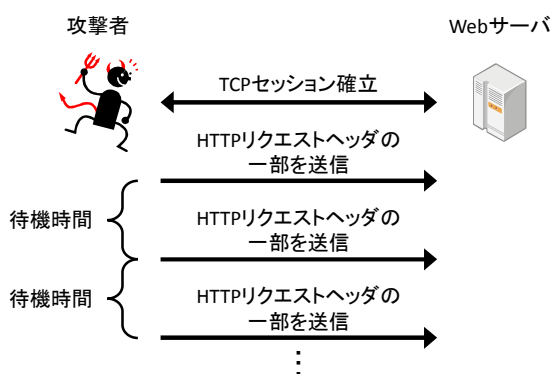 攻撃者
Webサーバ
TCPセッション確立
HTTPリクエストヘッダの
一部を送信
待機時間
HTTPリクエストヘッダの
一部を送信
待機時間
HTTPリクエストヘッダの
一部を送信
⋮